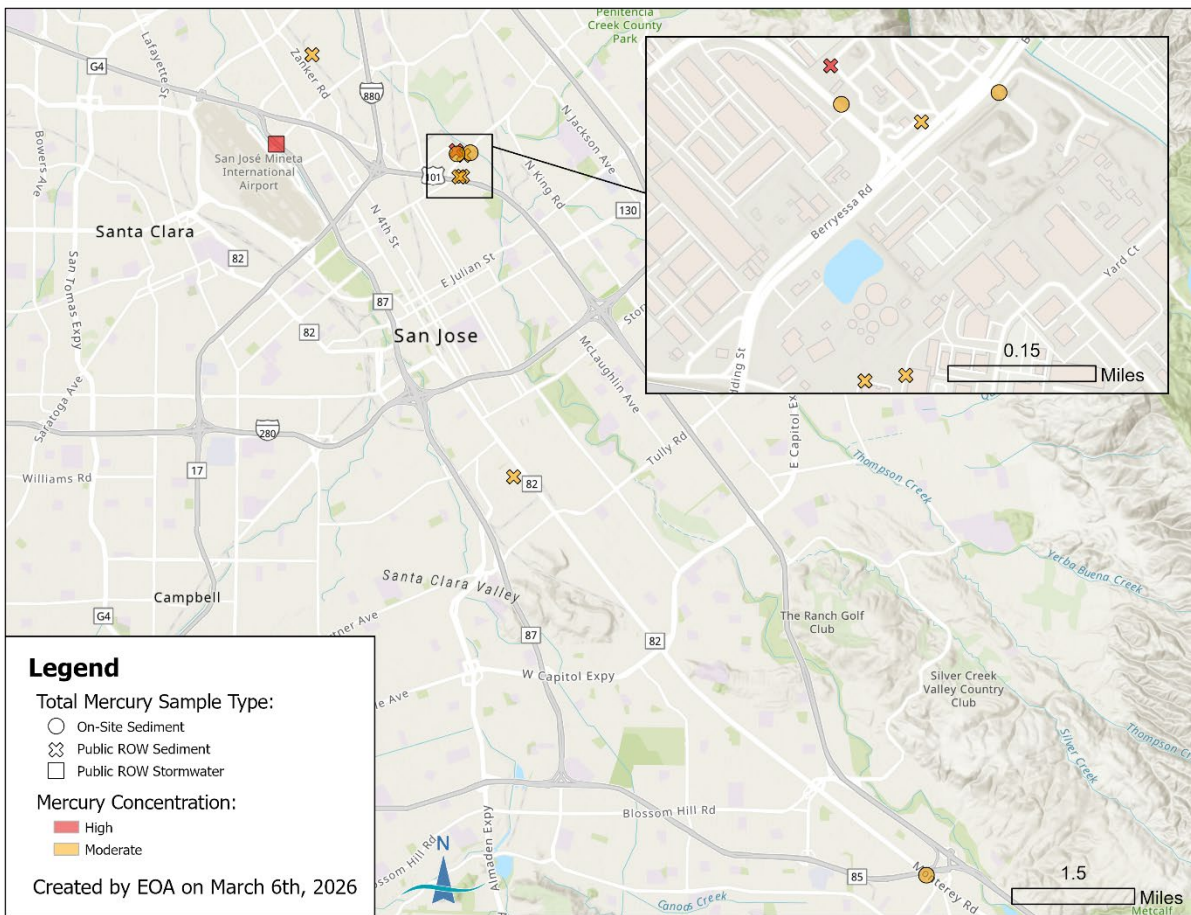 Penitencia
Creek County
Park
Lafayette St
Zanker Rd
G4
880
Bowers Ave
N Jackson Ave
San José Mineta
International
Airport
101
N King Rd
130
N 4th St
Santa Clara
82
E Julian St
San Tomas Expy
87
82
San Jose
McLaughlin Ave
Saratoga Ave
280
17
Williams Rd
Tully Rd
E Capitol Ex
82
Thompson Creek
Yerba Buena Creek
Santa Clara Valley
Campbell
The Ranch Golf
Club
G4
87
82
W Capitol Expy
Silver Creek
Valley Country
Club
Thompson C
Silver Creek
Blossom Hill Rd
Almaden Expy
Blossom Hill Rd
85
Monterey Rd
Canoas Creek
Metcalf
Berryessa Rd
Yard Ct
dding St
0.15
Miles
Legend
Total Mercury Sample Type:
On-Site Sediment
Public ROW Sediment
Public ROW Stormwater
Mercury Concentration:
High
Moderate
Created by EOA on March 6th, 2026
N
1.5
Miles